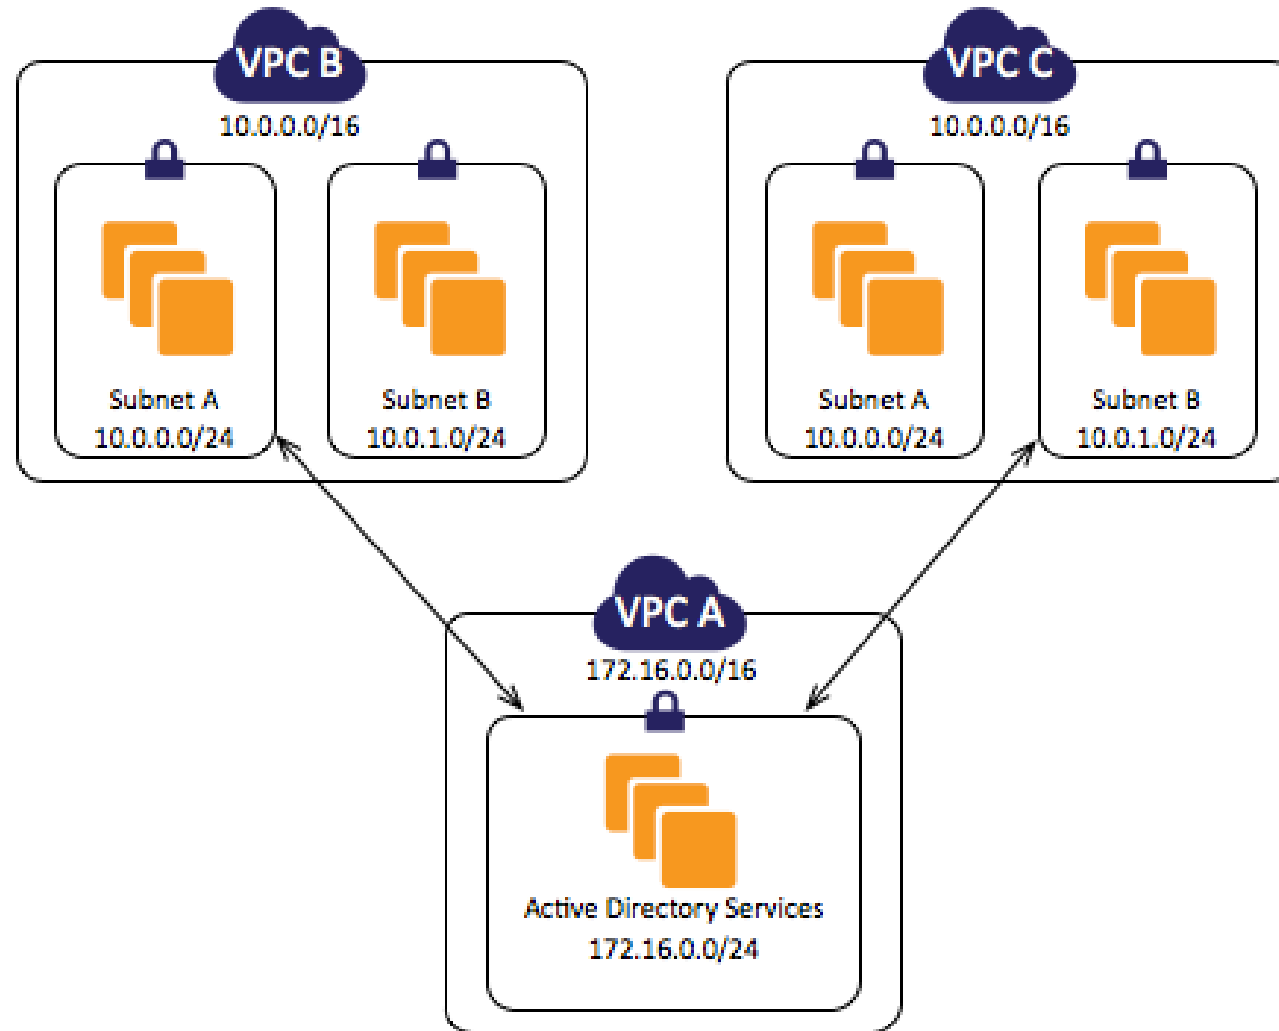 VPC B
10.0.0.0/16
Subnet A
10.0.0.0/24
Subnet B
10.0.1.0/24
VPC C
10.0.0.0/16
Subnet A
10.0.0.0/24
Subnet B
10.0.1.0/24
VPC A
172.16.0.0/16
Active Directory Services
172.16.0.0/24